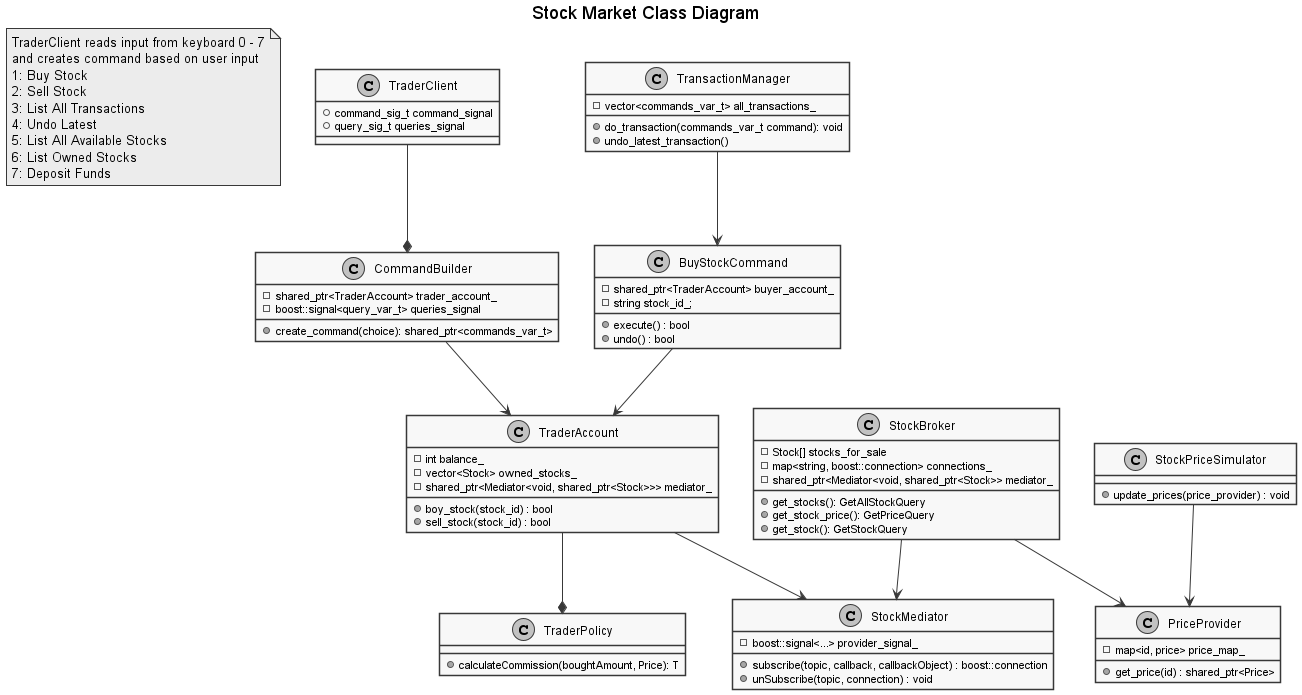 Stock Market Class Diagram
TraderClient reads input from keyboard 0 - 7
and creates command based on user input
1: Buy Stock
2: Sell Stock
3: List All Transactions
4: Undo Latest
5: List All Available Stocks
6: List Owned Stocks
7: Deposit Funds
C TraderClient
command_sig_t command_signal
query_sig_t queries_signal
C TransactionManager
vector<commands_var_t> all_transactions_
do_transaction(commands_var_t command): void
undo_latest_transaction()
C CommandBuilder
shared_ptr<TraderAccount> trader_account_
boost::signal<query_var_t> queries_signal
create_command(choice): shared_ptr<commands_var_t>
C BuyStockCommand
shared_ptr<TraderAccount> buyer_account_
string stock_id_;
execute() : bool
undo() : bool
C TraderAccount
int balance_
vector<Stock> owned_stocks_
shared_ptr<Mediator<void, shared_ptr<Stock>>> mediator_
boy_stock(stock_id) : bool
sell_stock(stock_id) : bool
C StockBroker
Stock[] stocks_for_sale
map<string, boost::connection> connections_
shared_ptr<Mediator<void, shared_ptr<Stock>> mediator_
get_stocks(): GetAllStockQuery
get_stock_price(): GetPriceQuery
get_stock(): GetStockQuery
C StockPriceSimulator
update_prices(price_provider) : void
C TraderPolicy
calculateCommission(boughtAmount, Price): T
C StockMediator
boost::signal<...> provider_signal_
subscribe(topic, callback, callbackObject) : boost::connection
unSubscribe(topic, connection) : void
C PriceProvider
map<id, price> price_map_
get_price(id) : shared_ptr<Price>